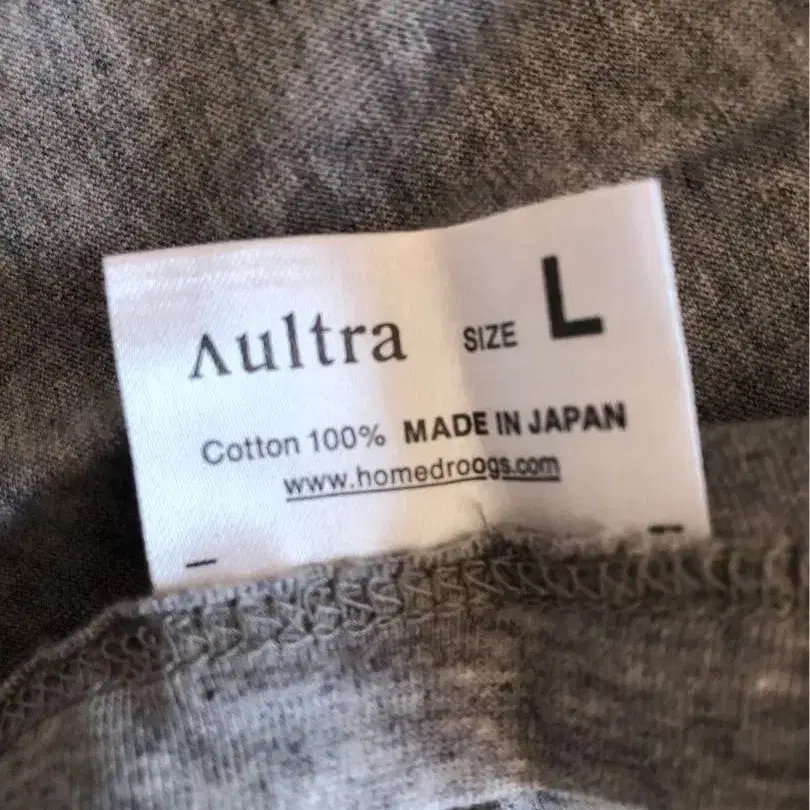 Λultra SIZE L
Cotton 100% MADE IN JAPAN
www.homedroogs.com